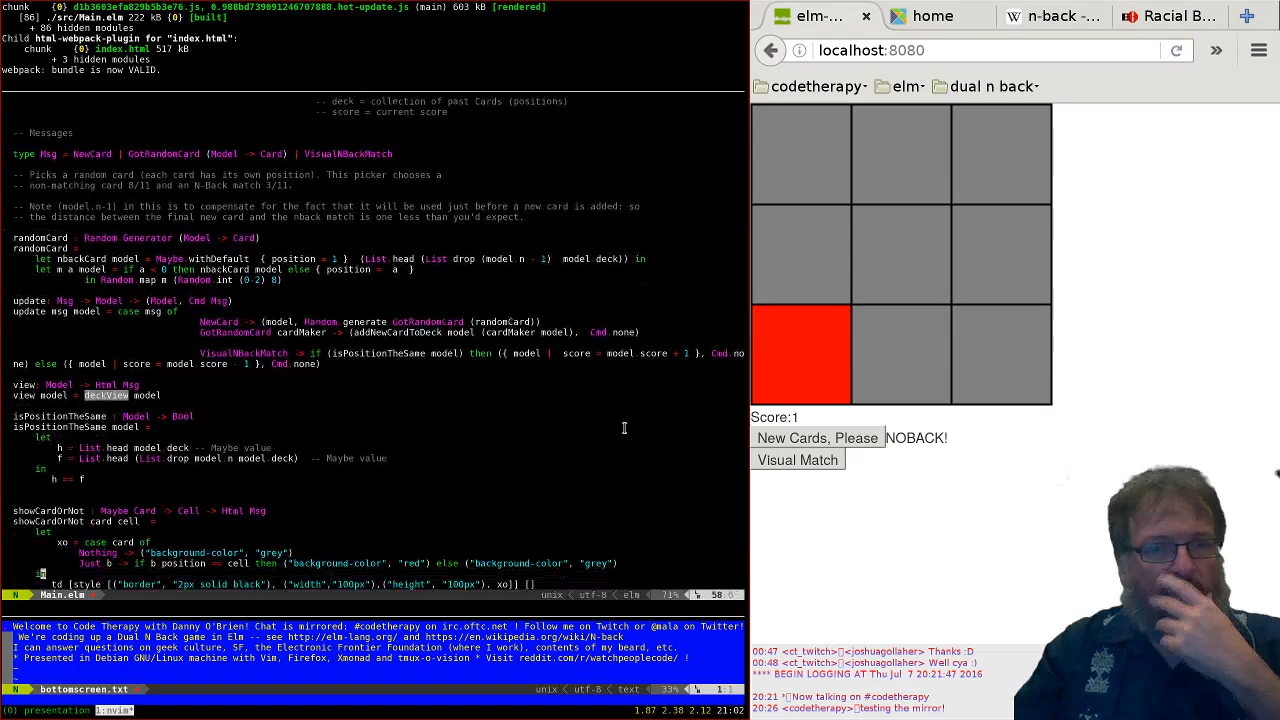 chunk    {0} d1b3603efa829b5b3e76.js, 0.988bd739091246707888.hot-update.js (main) 603 kB [rendered]
[86] ./src/Main.elm 222 kB {0} [built]
+ 86 hidden modules
Child html-webpack-plugin for "index.html":
chunk    {0} index.html 517 kB
+ 3 hidden modules
webpack: bundle is now VALID.
-- deck = collection of past Cards (positions)
-- score = current score
-- Messages
type Msg = NewCard | GotRandomCard (Model -> Card) | VisualNBackMatch
-- Picks a random card (each card has its own position). This picker chooses a
-- non-matching card 8/11 and an N-Back match 3/11.
-- Note (model.n-1) in this is to compensate for the fact that it will be used just before a new card is added: so
-- the distance between the final new card and the nback match is one less than you'd expect.
randomCard : Random.Generator (Model -> Card)
randomCard =
let nbackCard model = Maybe.withDefault  { position = 1 }  (List.head (List.drop (model.n - 1)  model.deck)) in
let m a model = if a < 0 then nbackCard model else { position =  a  }
in Random.map m (Random.int (0-2) 8)
update: Msg -> Model -> (Model, Cmd Msg)
update msg model = case msg of
NewCard -> (model, Random.generate GotRandomCard (randomCard))
GotRandomCard cardMaker -> (addNewCardToDeck model (cardMaker model),  Cmd.none)
VisualNBackMatch -> if (isPositionTheSame model) then ({ model |  score = model.score + 1 }, Cmd.no
ne) else ({ model | score = model.score - 1 }, Cmd.none)
view: Model -> Html Msg
view model = deckView model
isPositionTheSame : Model -> Bool
isPositionTheSame model =
let
h = List.head model.deck -- Maybe value
f = List.head (List.drop model.n model.deck)  -- Maybe value
in
h == f
showCardOrNot : Maybe Card -> Cell -> Html Msg
showCardOrNot card cell  =
let
xo = case card of
Nothing -> ("background-color", "grey")
Just b -> if b.position == cell then ("background-color", "red") else ("background-color", "grey")
in
td [style [("border", "2px solid black"), ("width","100px"),("height", "100px"), xo]] []
N  Main.elm  unix  utf-8  elm  71%
Welcome to Code Therapy with Danny O'Brien! Chat is mirrored: #codetherapy on irc.oftc.net ! Follow me on Twitch or @mala on Twitter!
We're coding up a Dual N Back game in Elm -- see http://elm-lang.org/ and https://en.wikipedia.org/wiki/N-back
I can answer questions on geek culture, SF, the Electronic Frontier Foundation (where I work), contents of my beard, etc.
* Presented in Debian GNU/Linux machine with Vim, Firefox, Xmonad and tmux-o-vision * Visit reddit.com/r/watchpeoplecode/ !
~
~
N  bottomscreen.txt  unix  utf-8  text  33%  1:1
(0) presentation 1:nvim*  1.87 2.38 2.12 21:02
elm-...  home  n-back -...  Racial B...
localhost:8080
codetherapy  elm  dual n back
Score:1
New Cards, Please  NOBACK!
Visual Match
00:47 <ct_twitch> <joshuagollaher> Thanks :D
00:48 <ct_twitch> <joshuagollaher> Well cya :)
**** BEGIN LOGGING AT Thu Jul  7 20:21:47 2016
20:21 * Now talking on #codetherapy
20:26 <codetherapy> testing the mirror!